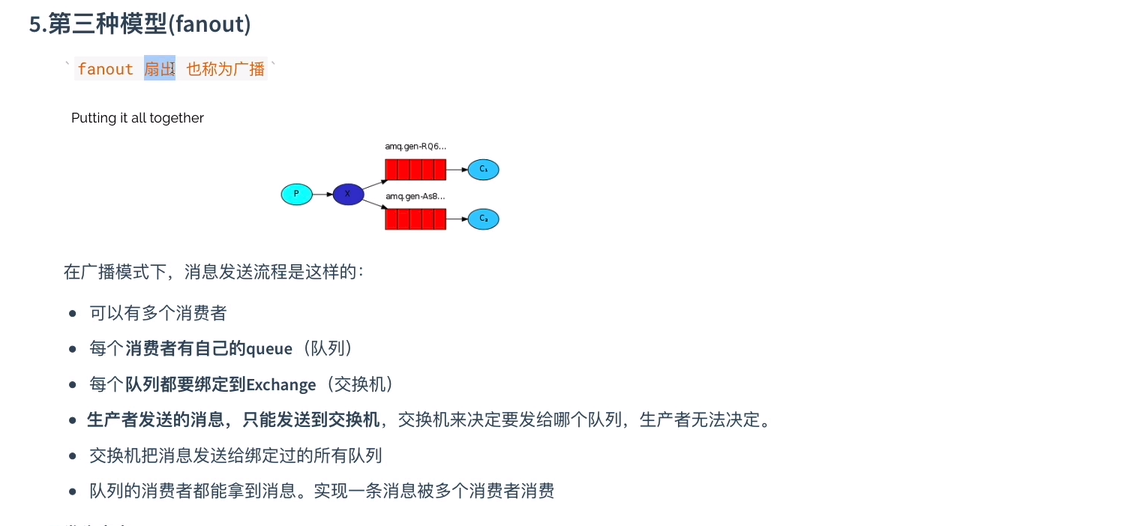 5.第三种模型(fanout)
`fanout 扇出 也称为广播`
Putting it all together
amq.gen-RQ6...
C₁
P
X
amq.gen-As8...
C₂
在广播模式下，消息发送流程是这样的：
可以有多个消费者
每个消费者有自己的queue（队列）
每个队列都要绑定到Exchange（交换机）
生产者发送的消息，只能发送到交换机，交换机来决定要发给哪个队列，生产者无法决定。
交换机把消息发送给绑定过的所有队列
队列的消费者都能拿到消息。实现一条消息被多个消费者消费